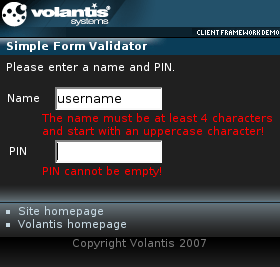 volantis
systems
CLIENT FRAMEWORK DEMO
Simple Form Validator
Please enter a name and PIN.
Name username
The name must be at least 4 characters
and start with an uppercase character!
PIN
PIN cannot be empty!
Site homepage
Volantis homepage
Copyright Volantis 2007